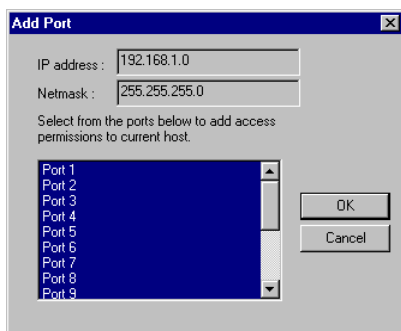 Add Port
IP address : 192.168.1.0
Netmask : 255.255.255.0
Select from the ports below to add access
permissions to current host.
Port 1
Port 2
Port 3
Port 4
Port 5
Port 6
Port 7
Port 8
Port 9
OK
Cancel